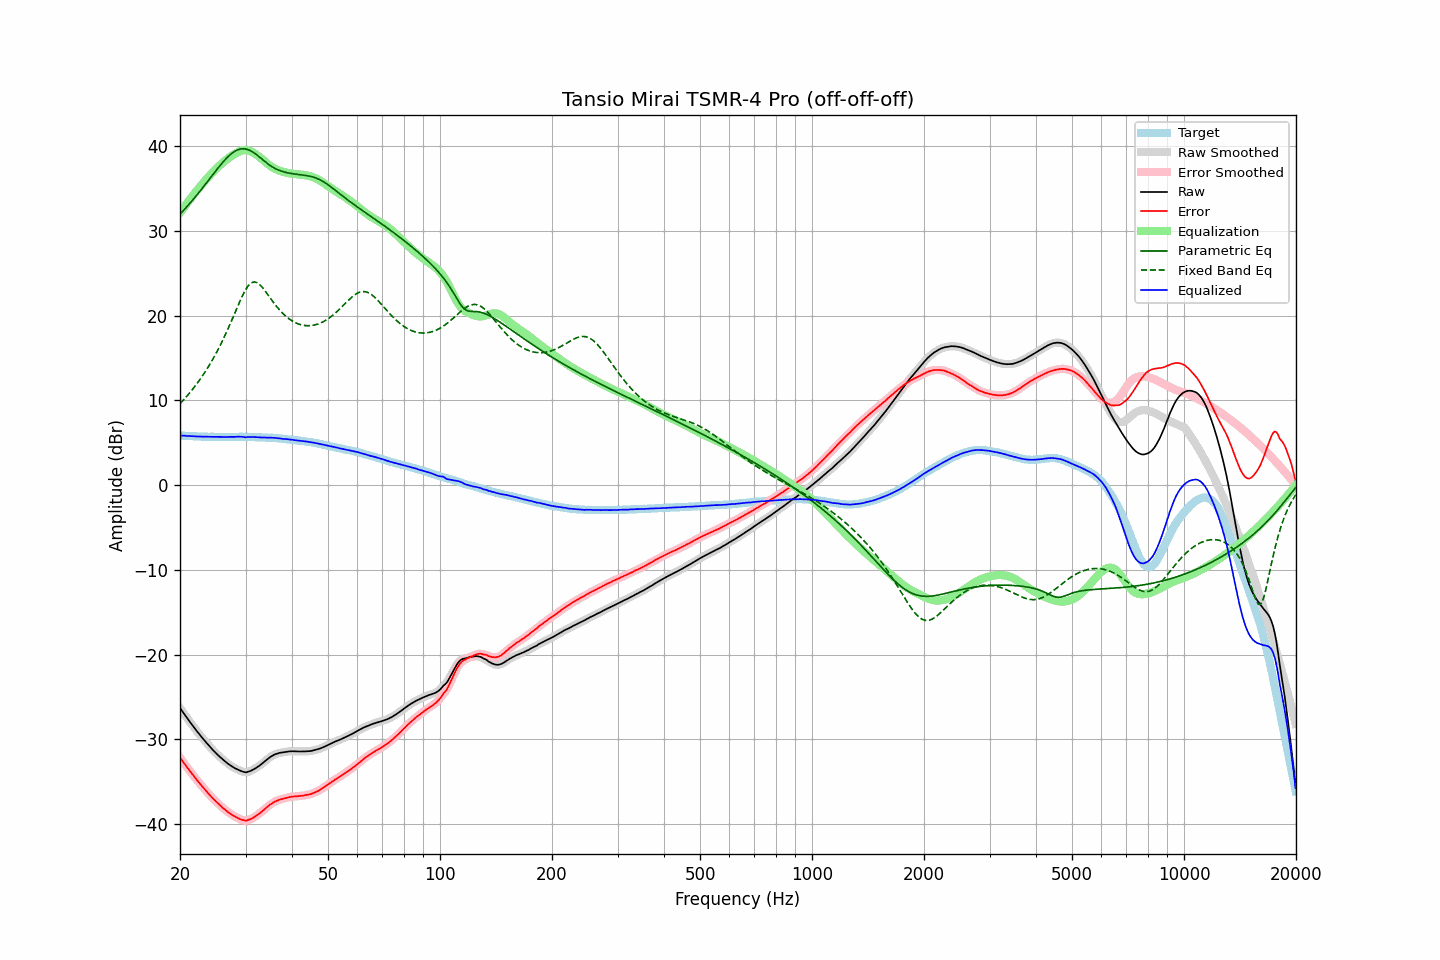 Tansio Mirai TSMR-4 Pro (off-off-off)
40
30
20
10
0
−10
−20
−30
−40
Amplitude (dBr)
Target
Raw Smoothed
Error Smoothed
Raw
Error
Equalization
Parametric Eq
Fixed Band Eq
Equalized
20 50 100 200 500 1000 2000 5000 10000 20000
Frequency (Hz)